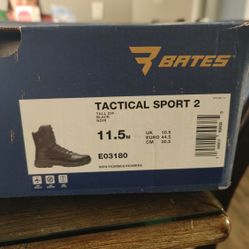 BATES
TACTICAL SPORT 2
TALL ZIP
BLACK
NOIR
11.5M
UK 10.5
EURO 44.5
CM 30.5
E03180